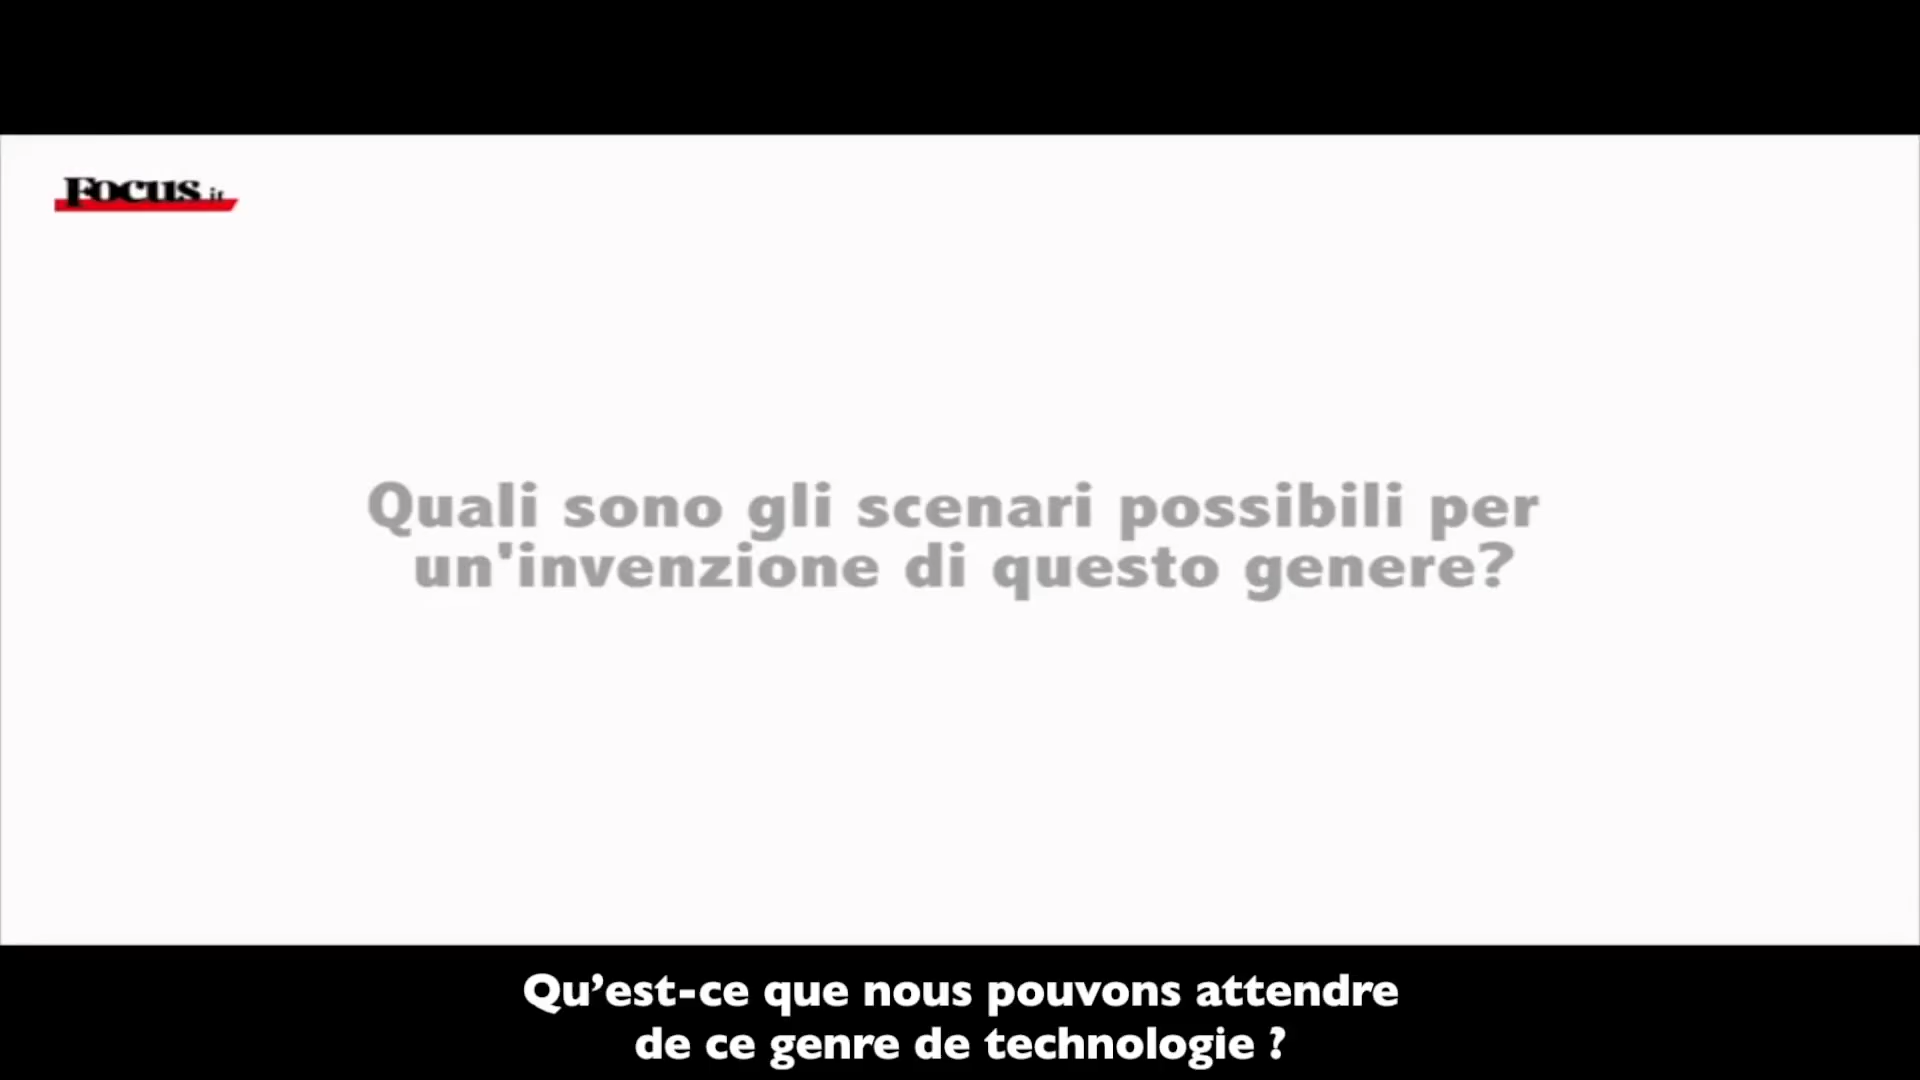 Focus.it
Quali sono gli scenari possibili per
un'invenzione di questo genere?
Qu’est-ce que nous pouvons attendre
de ce genre de technologie ?